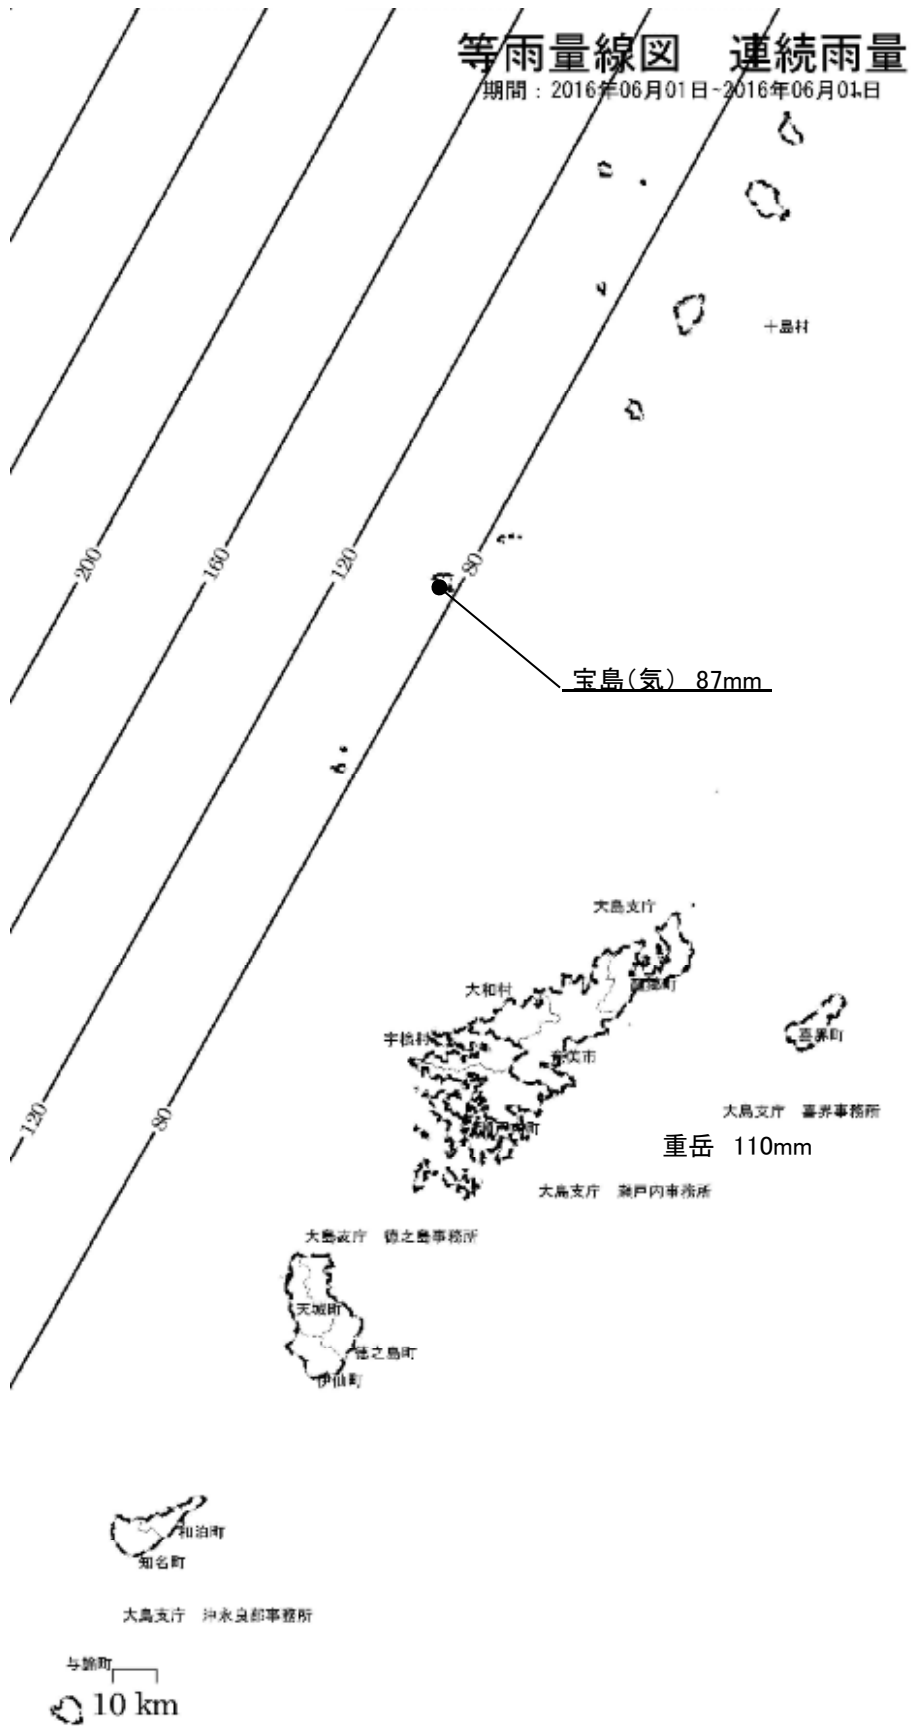 等雨量線図　連続雨量
期間：2016年06月01日-2016年06月04日
十島村
200
160
120
80
宝島(気)　87mm
大島支庁
龍郷町
大和村
宇検村
喜界町
奄美市
120
80
大島支庁　喜界事務所
瀬戸内町
重岳　110mm
大島支庁　瀬戸内事務所
大島支庁　徳之島事務所
天城町
徳之島町
伊仙町
和泊町
知名町
大島支庁　沖永良部事務所
与論町
10 km